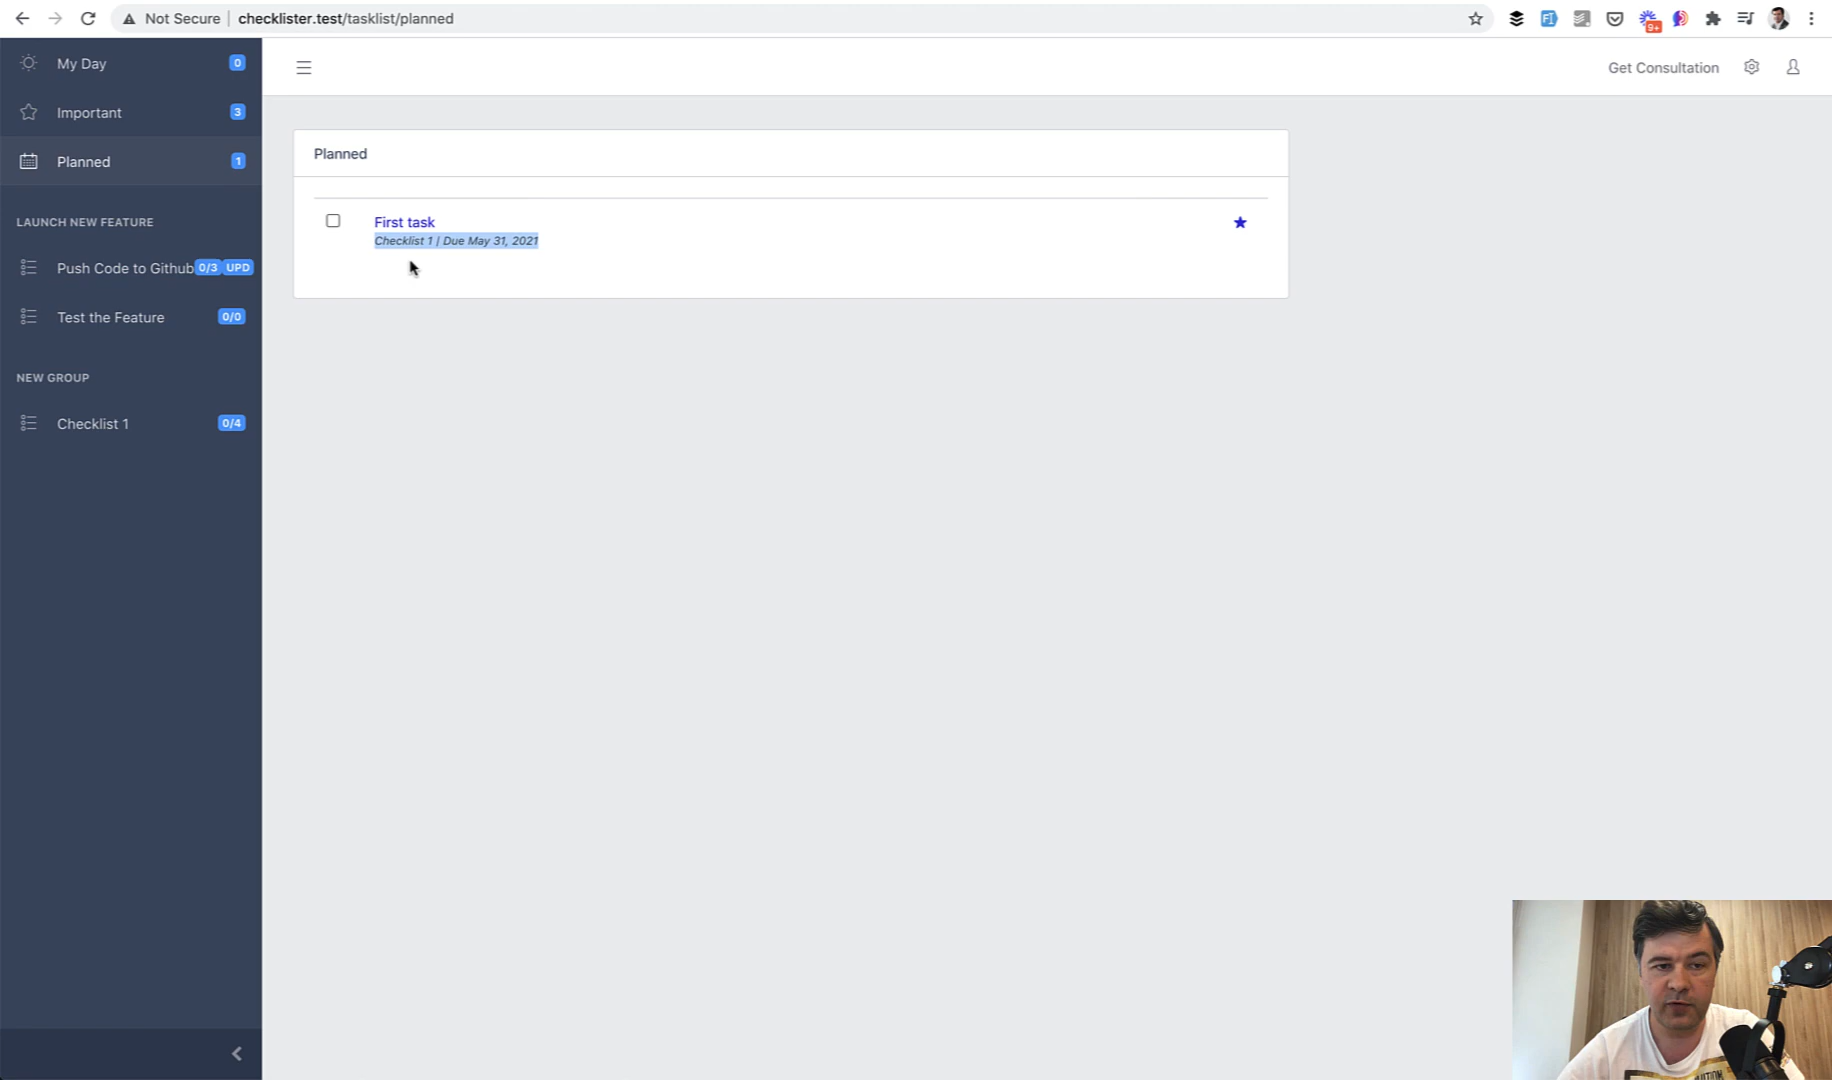 Not Secure | checklister.test/tasklist/planned
9+
My Day 0
Get Consultation
Important 3
Planned 1
Planned
LAUNCH NEW FEATURE
First task
Checklist 1 | Due May 31, 2021
Push Code to Github 0/3 UPD
Test the Feature 0/0
NEW GROUP
Checklist 1 0/4